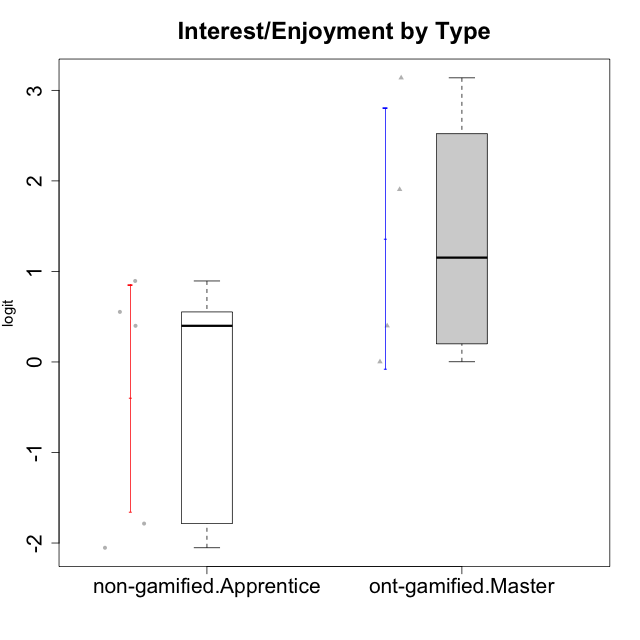 Interest/Enjoyment by Type
3
2
1
0
-1
-2
logit
non-gamified.Apprentice ont-gamified.Master